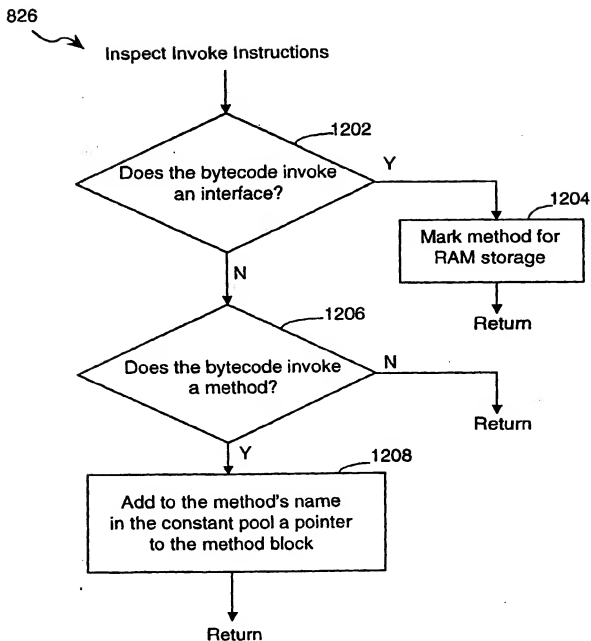 826
Inspect Invoke Instructions
1202
Does the bytecode invoke
an interface?
Y
1204
Mark method for
RAM storage
Return
N
1206
Does the bytecode invoke
a method?
N
Return
Y
1208
Add to the method's name
in the constant pool a pointer
to the method block
Return